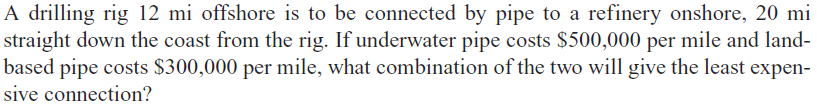 A drilling rig 12 mi offshore is to be connected by pipe to a refinery onshore, 20 mi
straight down the coast from the rig. If underwater pipe costs $500,000 per mile and land-
based pipe costs $300,000 per mile, what combination of the two will give the least expen-
sive connection?